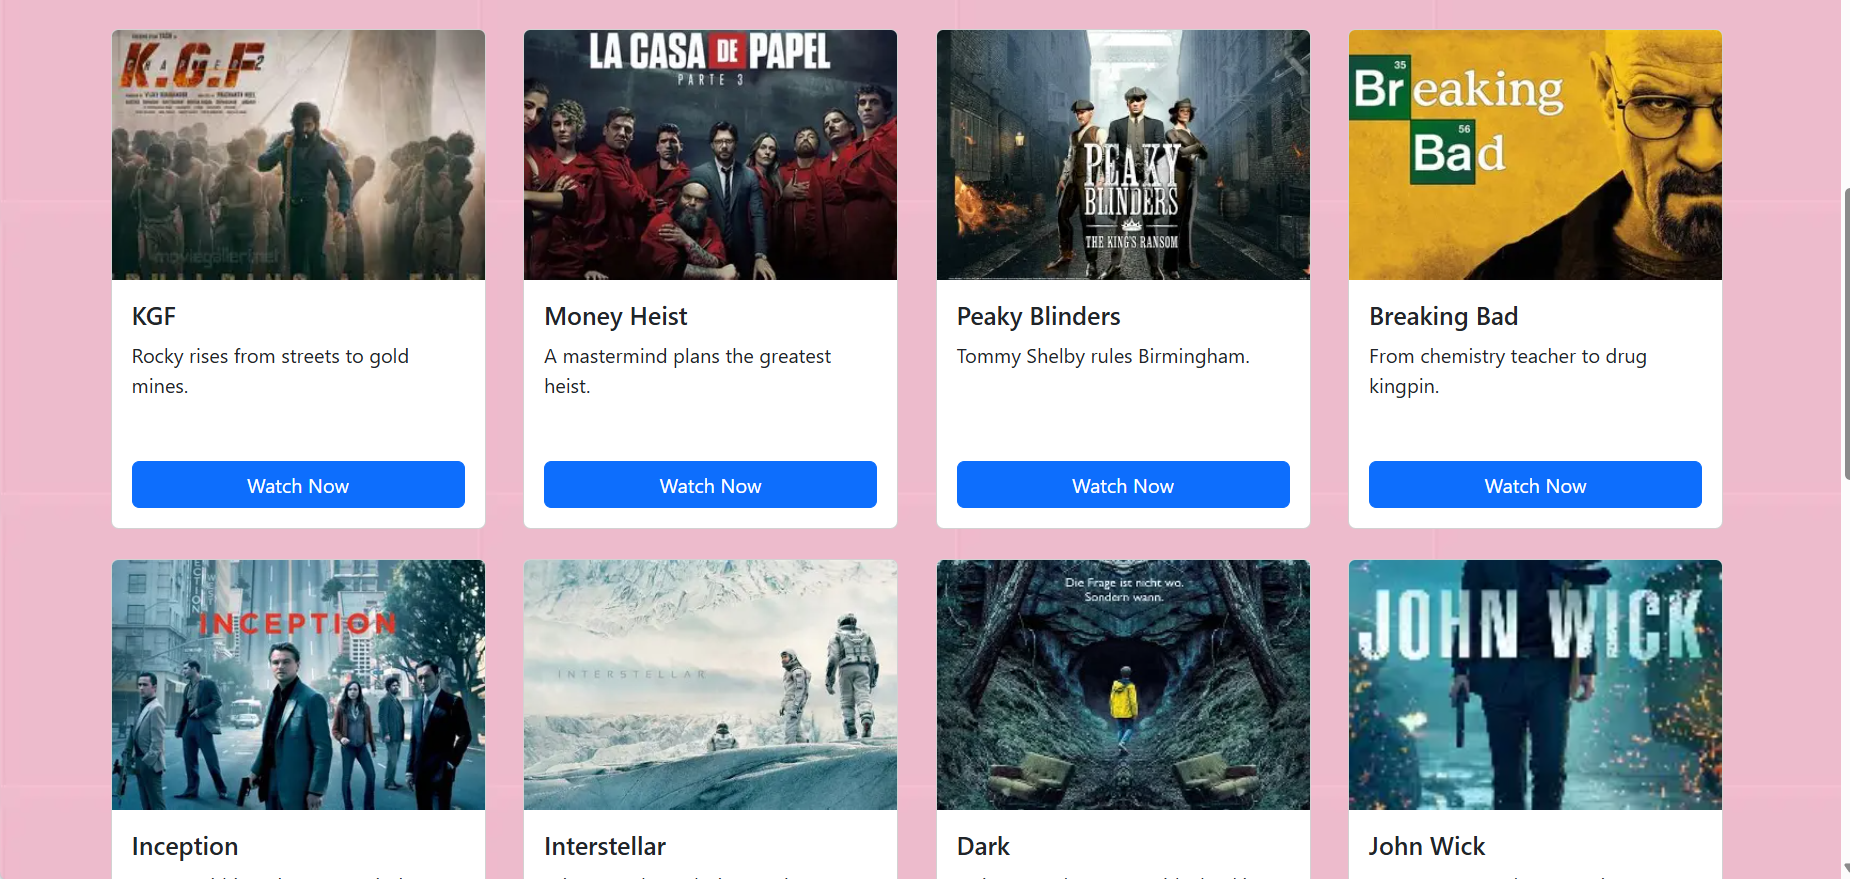 K.G.F
CHAPTER 2
moviegalleri.net
LA CASA DE PAPEL
PARTE 3
PEAKY
BLINDERS
THE KING'S RANSOM
35
Breaking
56
Bad
KGF
Money Heist
Peaky Blinders
Breaking Bad
Rocky rises from streets to gold
mines.
A mastermind plans the greatest
heist.
Tommy Shelby rules Birmingham.
From chemistry teacher to drug
kingpin.
Watch Now
Watch Now
Watch Now
Watch Now
INCEPTION
INTERSTELLAR
Die Frage ist nicht wo.
Sondern wann.
JOHN WICK
Inception
Interstellar
Dark
John Wick